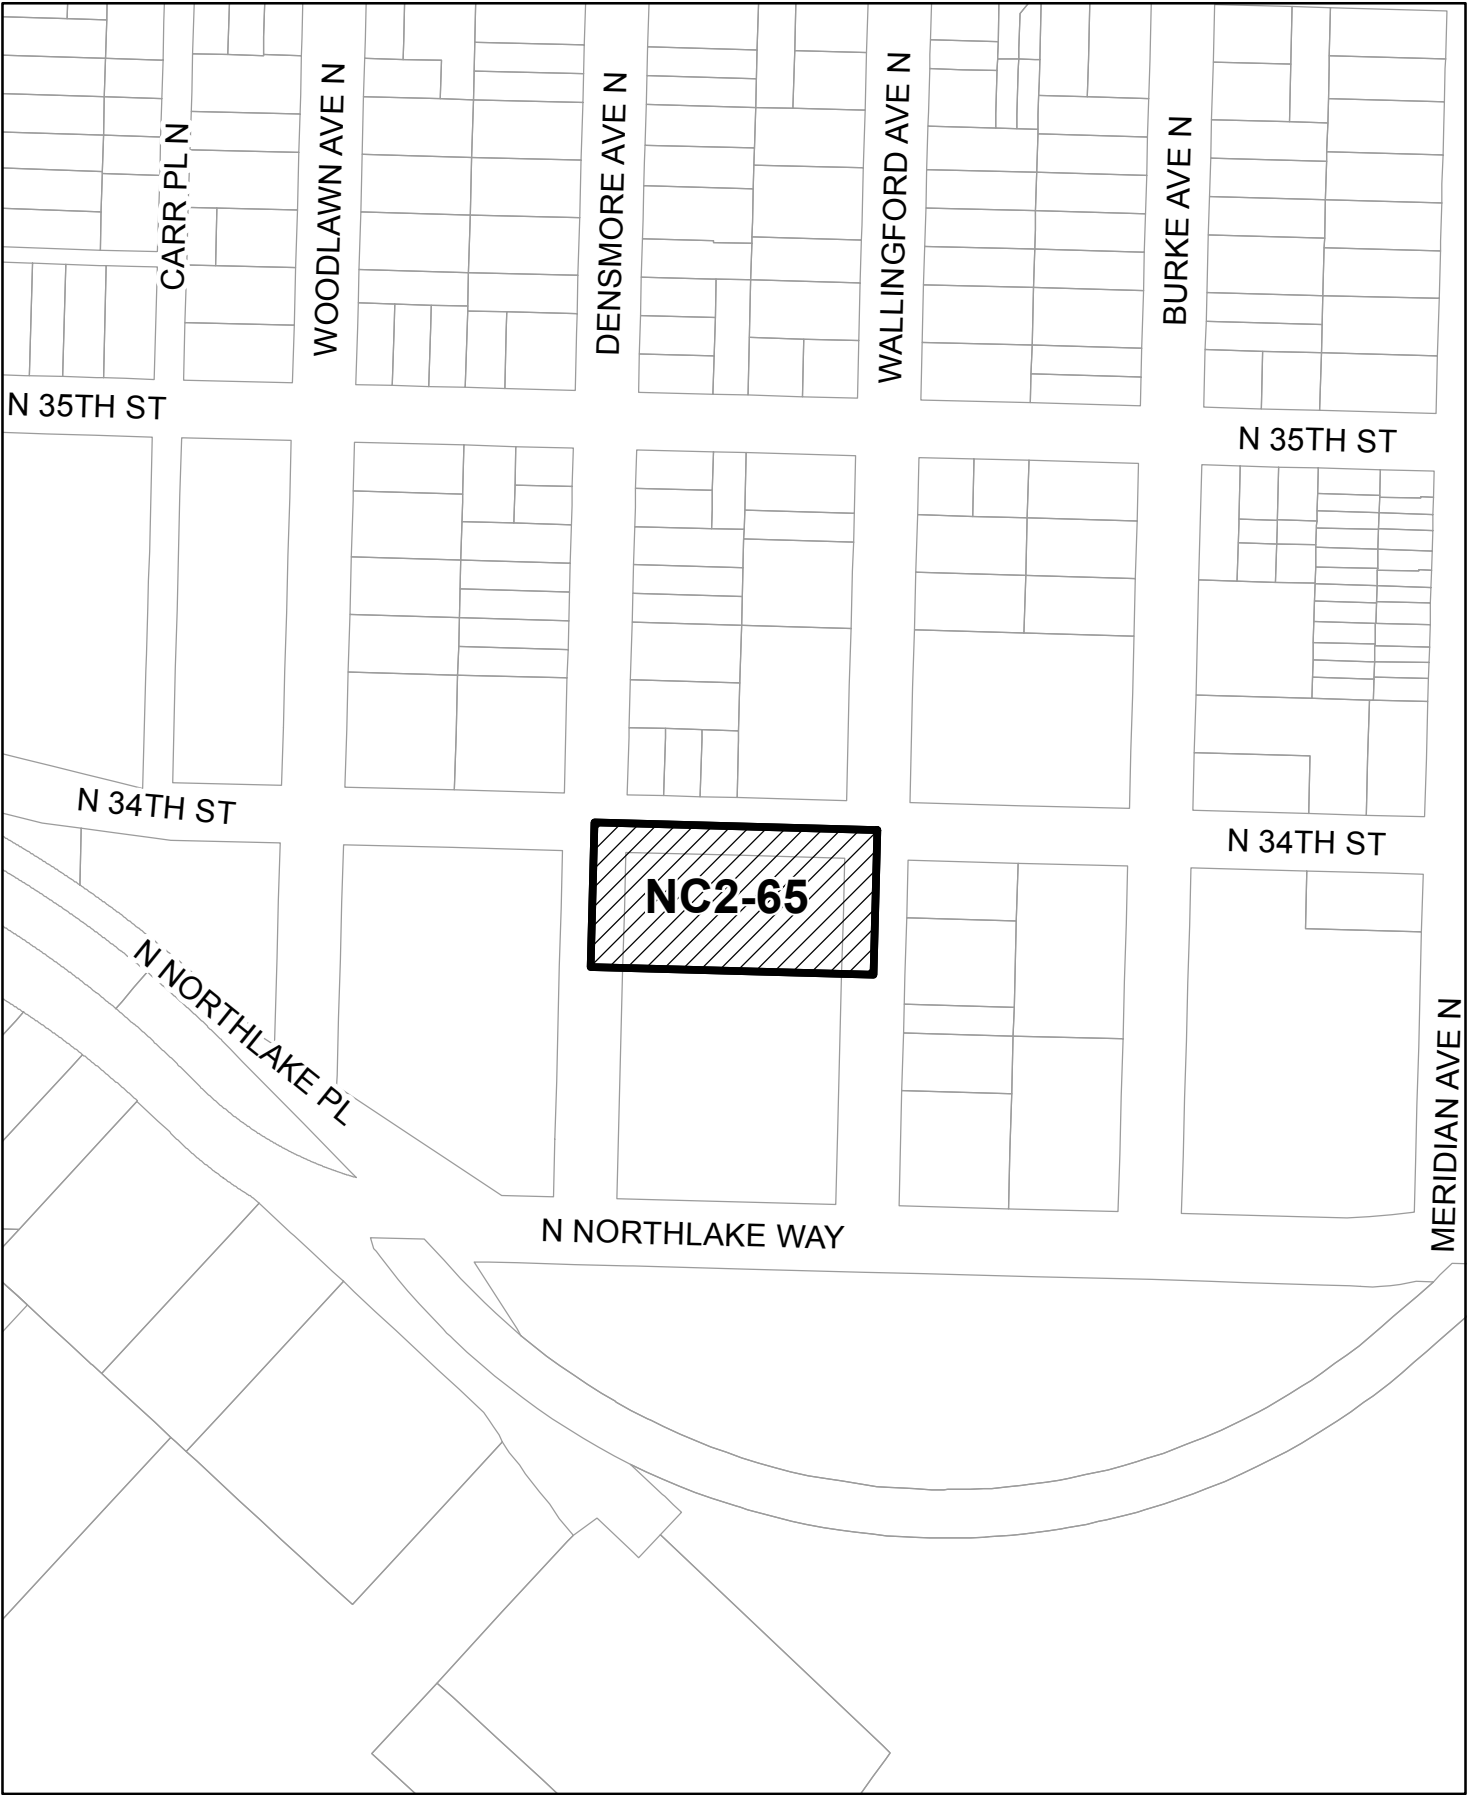 CARR PL N
WOODLAWN AVE N
DENSMORE AVE N
WALLINGFORD AVE N
BURKE AVE N
N 35TH ST
N 35TH ST
N 34TH ST
N 34TH ST
NC2-65
N NORTHLAKE PL
MERIDIAN AVE N
N NORTHLAKE WAY